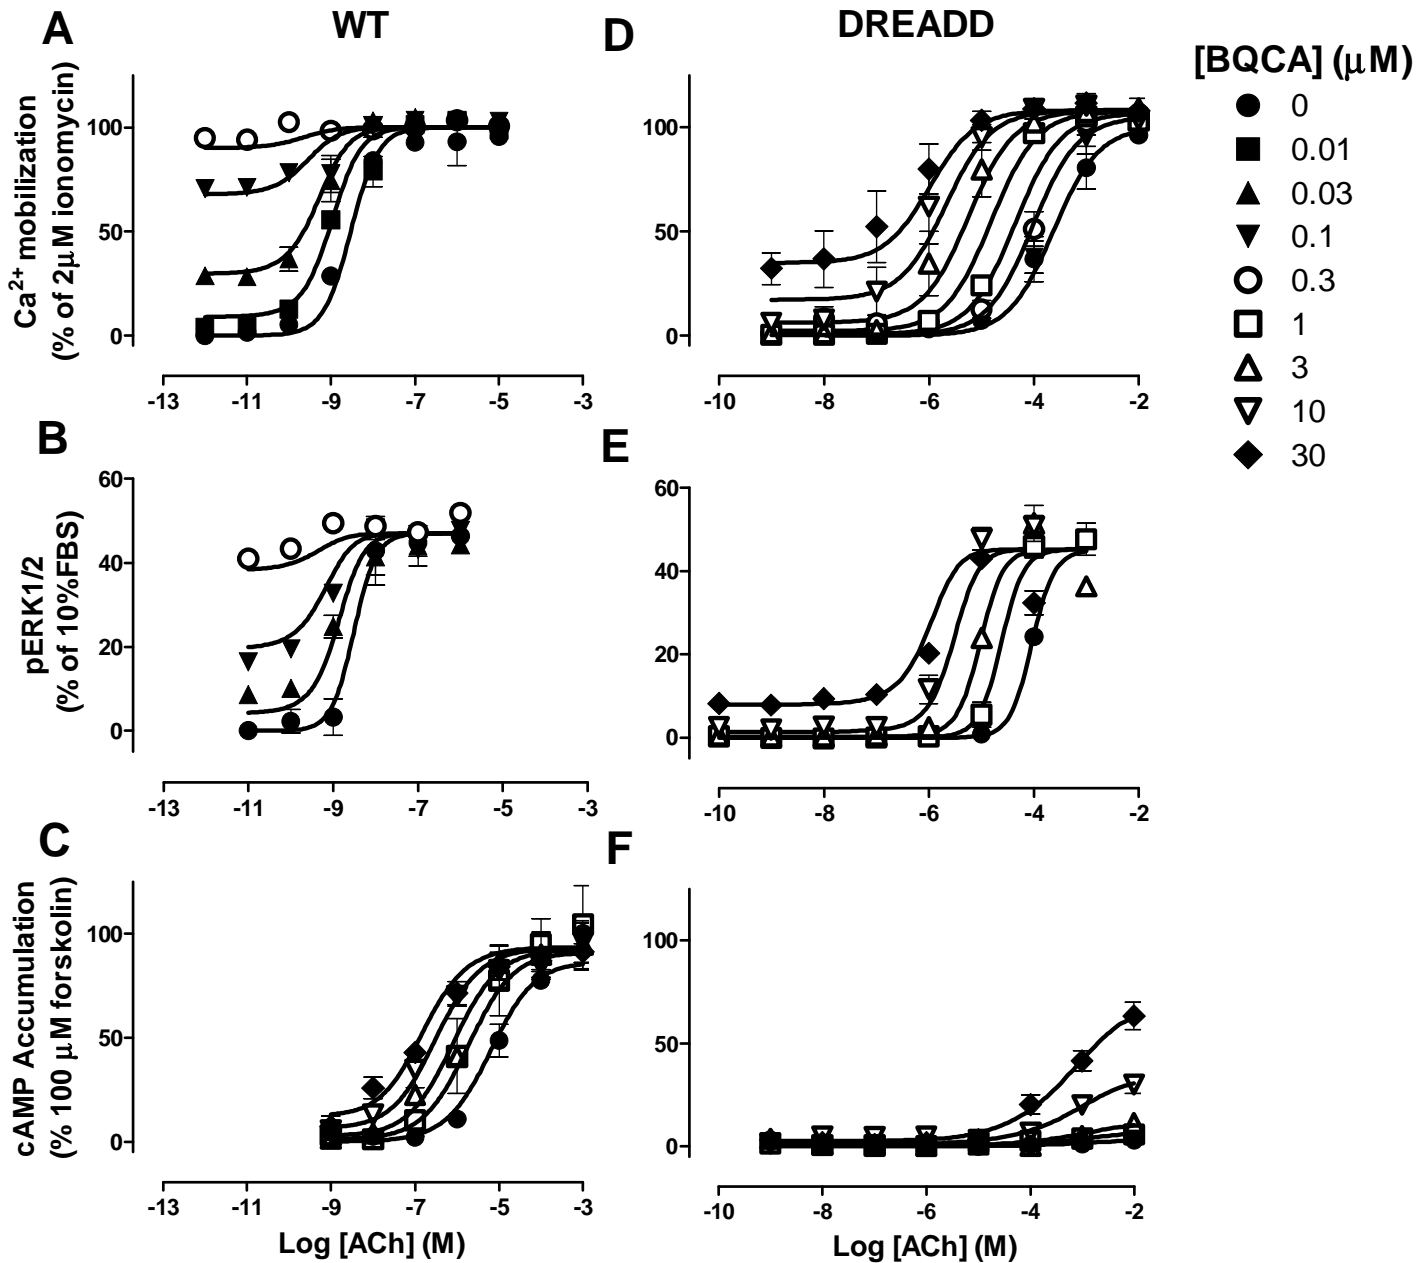 A
WT
D
DREADD
[BQCA] (μM)
0
0.01
0.03
0.1
0.3
1
3
10
30
Ca2+ mobilization
(% of 2μM ionomycin)
100
50
0
-13 -11 -9 -7 -5 -3
100
50
0
-10 -8 -6 -4 -2
B
pERK1/2
(% of 10%FBS)
60
40
20
0
-13 -11 -9 -7 -5 -3
E
60
40
20
0
-10 -8 -6 -4 -2
C
cAMP Accumulation
(% 100 μM forskolin)
100
50
0
-13 -11 -9 -7 -5 -3
Log [ACh] (M)
F
100
50
0
-10 -8 -6 -4 -2
Log [ACh] (M)